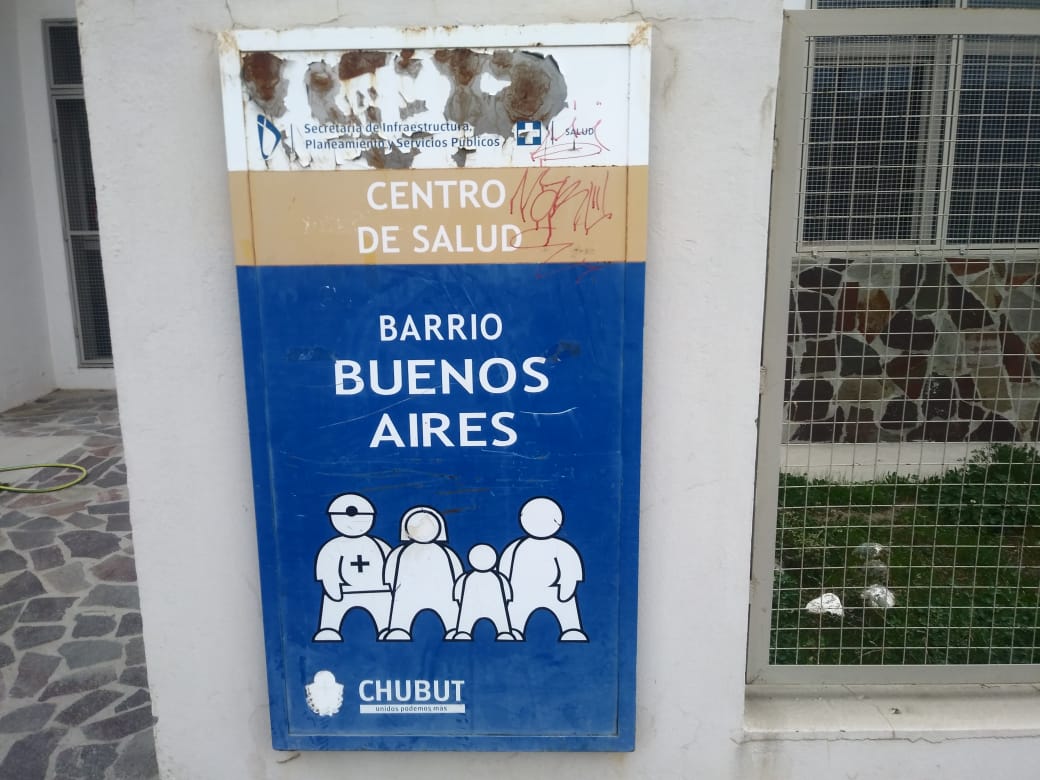 Secretaría de Infraestructura,
Planeamiento y Servicios Públicos
SALUD
CENTRO
DE SALUD
BARRIO
BUENOS
AIRES
CHUBUT
unidos podemos más